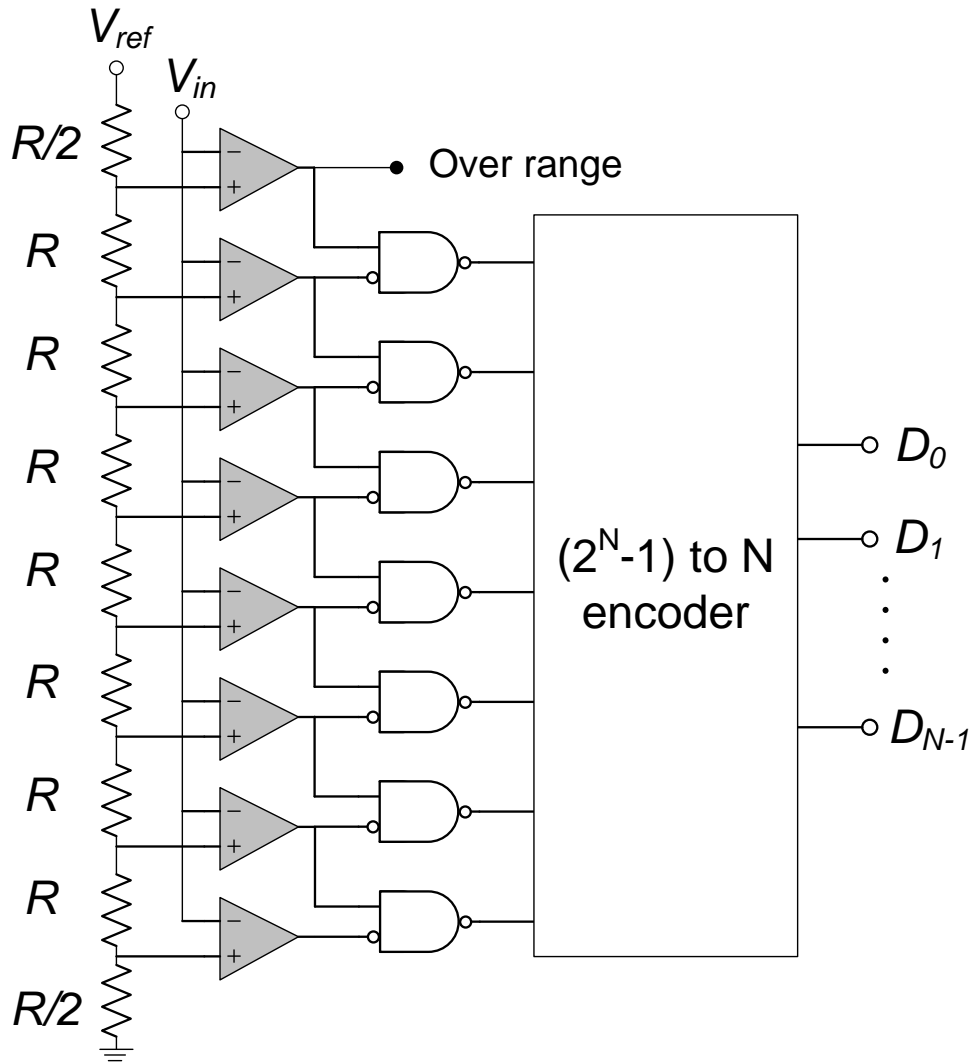 V_ref
V_in
R/2
Over range
R
R
R
R
R
R
R
R/2
- +
- +
- +
- +
- +
- +
- +
- +
(2^N-1) to N
encoder
D_0
D_1
D_N-1